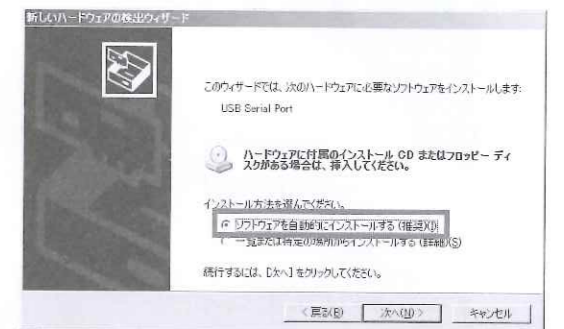 新しいハードウェアの検出ウィザード
このウィザードでは、次のハードウェアに必要なソフトウェアをインストールします:
USB Serial Port
ハードウェアに付属のインストール CD またはフロッピー ディ
スクがある場合は、挿入してください。
インストール方法を選んでください。
ソフトウェアを自動的にインストールする (推奨)(I)
一覧または特定の場所からインストールする (詳細)(S)
続行するには、[次へ] をクリックしてください。
< 戻る(B)
次へ(N) >
キャンセル